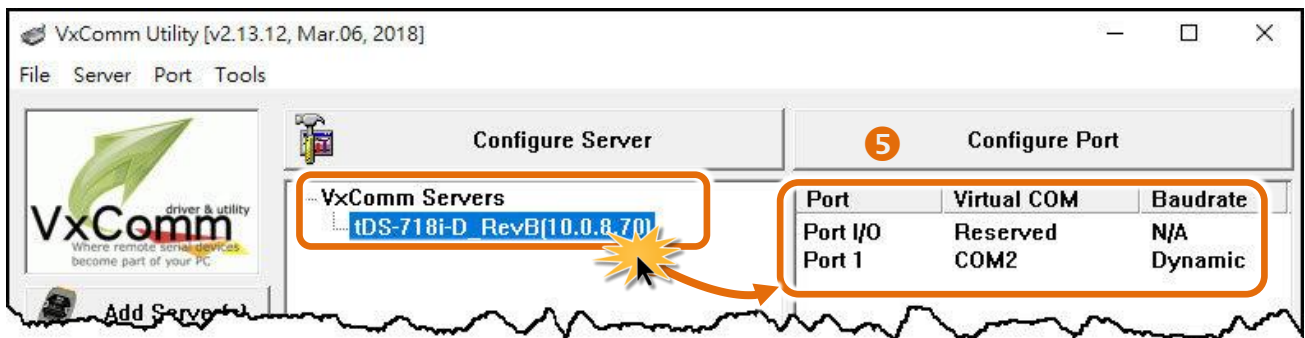 VxComm Utility [v2.13.12, Mar.06, 2018]
File Server Port Tools
VxComm
driver & utility
Where remote serial devices
become part of your PC
Add Server(s)
Configure Server
VxComm Servers
tDS-718i-D_RevB(10.0.8.70)
5 Configure Port
Port Virtual COM Baudrate
Port I/O Reserved N/A
Port 1 COM2 Dynamic